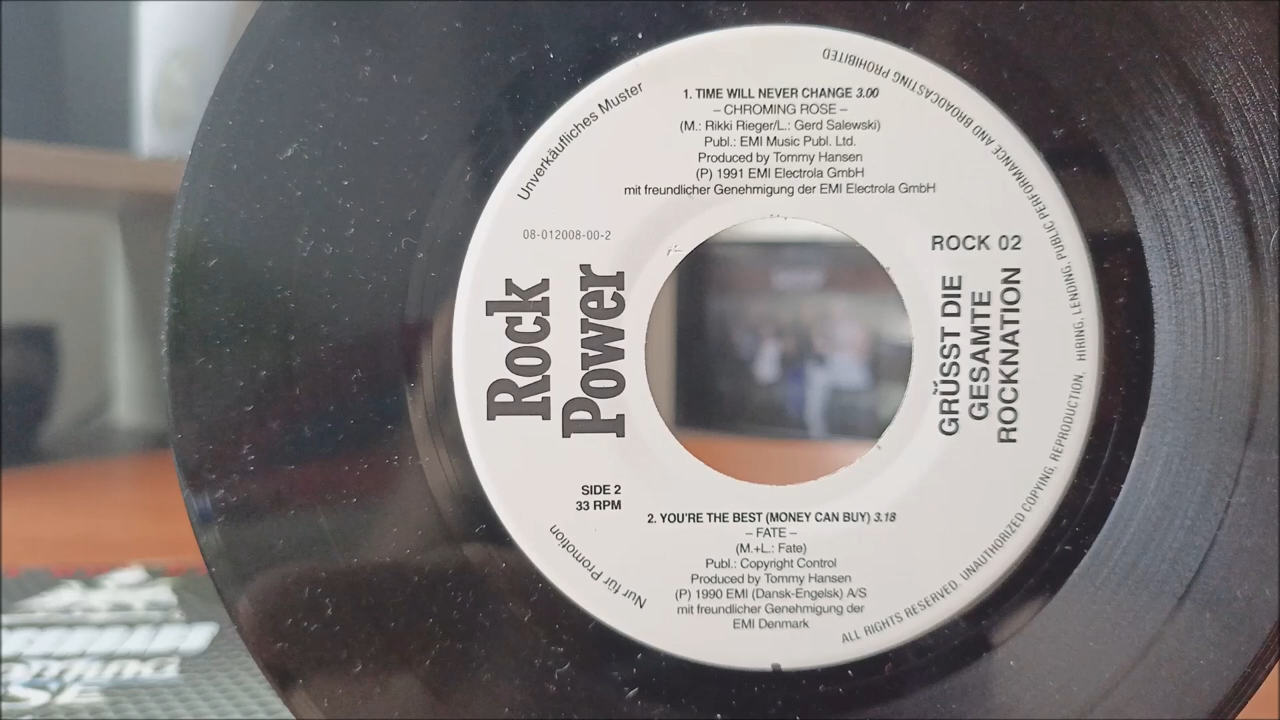 1. TIME WILL NEVER CHANGE 3.00
– CHROMING ROSE –
(M.: Rikki Rieger/L.: Gerd Salewski)
Publ.: EMI Music Publ. Ltd.
Produced by Tommy Hansen
(P) 1991 EMI Electrola GmbH
mit freundlicher Genehmigung der EMI Electrola GmbH
Unverkäufliches Muster
08-012008-00-2
Rock
Power
ROCK 02
GRÜSST DIE
GESAMTE
ROCKNATION
SIDE 2
33 RPM
Nur für Promotion
2. YOU'RE THE BEST (MONEY CAN BUY) 3.18
– FATE –
(M.+L.: Fate)
Publ.: Copyright Control
Produced by Tommy Hansen
(P) 1990 EMI (Dansk-Engelsk) A/S
mit freundlicher Genehmigung der
EMI Denmark
ALL RIGHTS RESERVED. UNAUTHORIZED COPYING, REPRODUCTION, HIRING, LENDING, PUBLIC PERFORMANCE AND BROADCASTING PROHIBITED